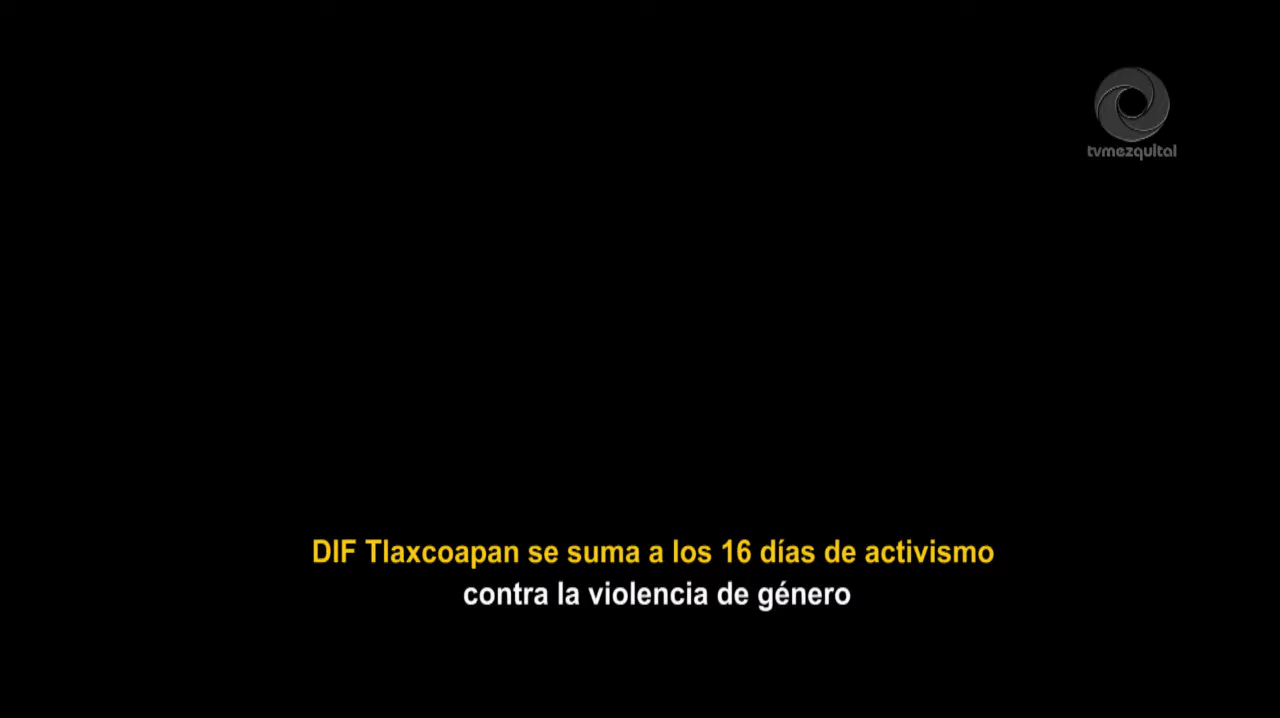 tvmezquital
DIF Tlaxcoapan se suma a los 16 días de activismo
contra la violencia de género